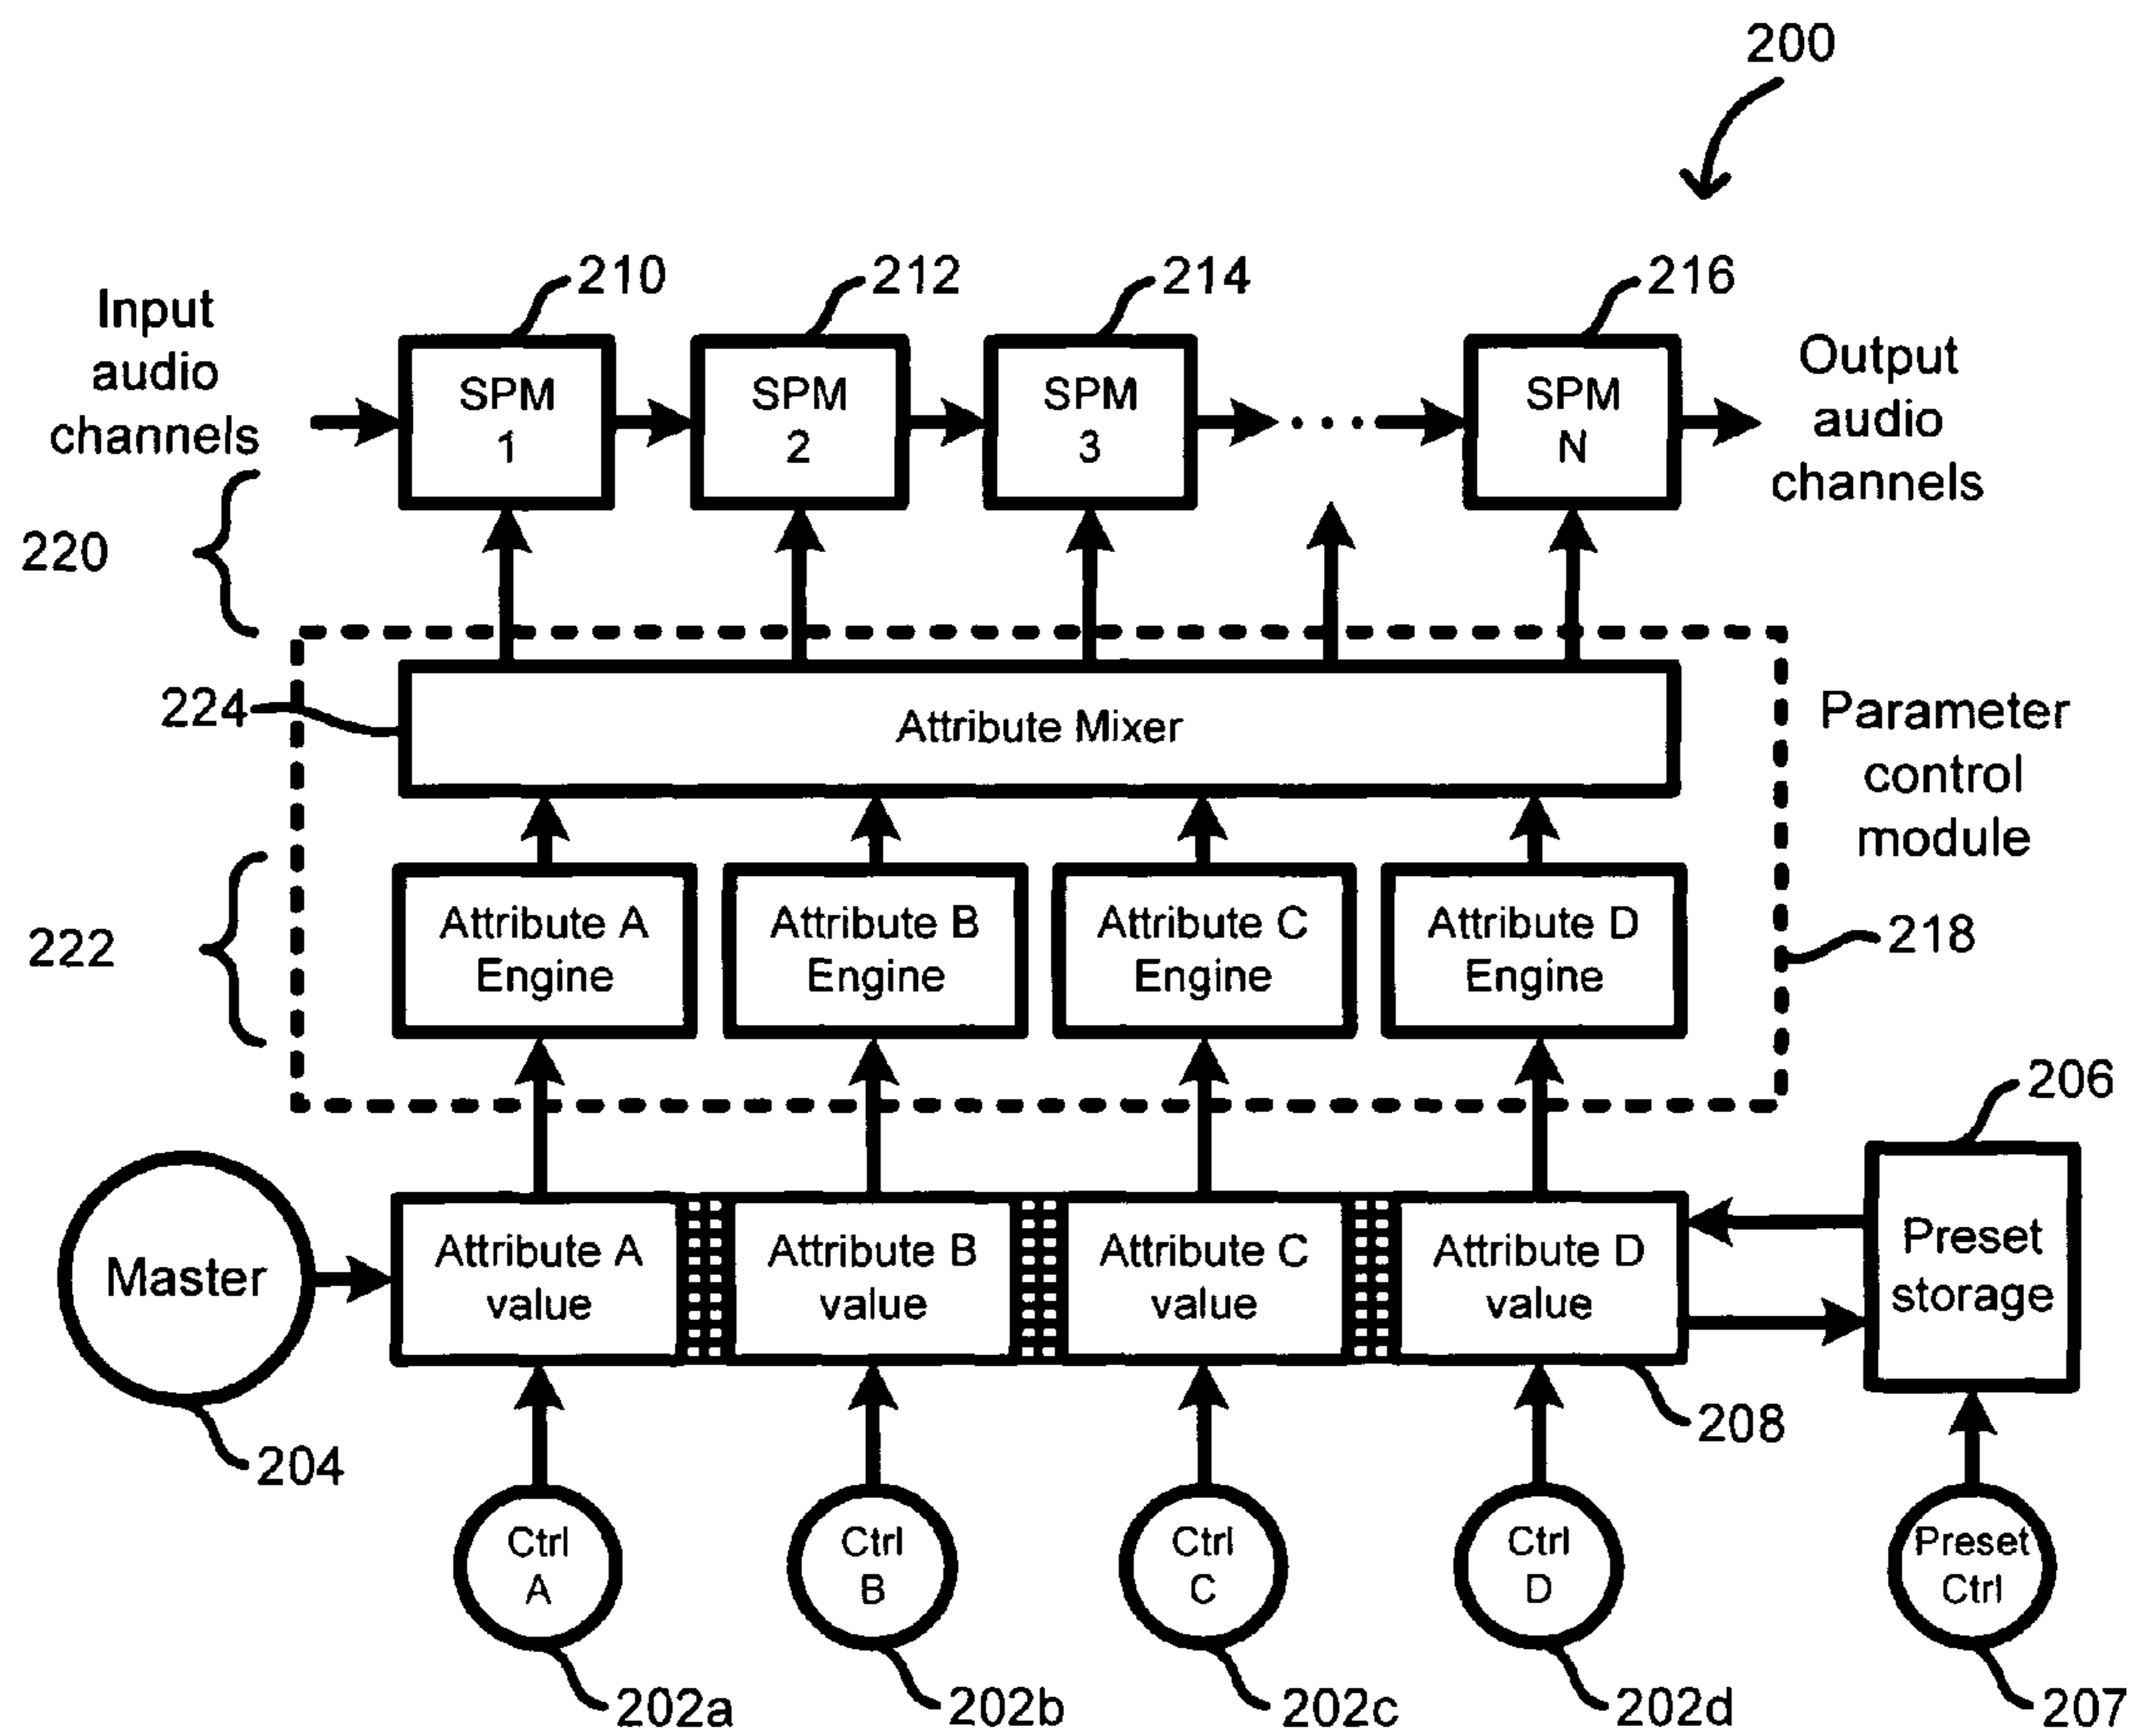 200
210
212
214
216
Input
audio
channels
SPM
1
SPM
2
SPM
3
...
SPM
N
Output
audio
channels
220
224
Attribute Mixer
Parameter
control
module
222
Attribute A
Engine
Attribute B
Engine
Attribute C
Engine
Attribute D
Engine
218
206
Master
Attribute A
value
Attribute B
value
Attribute C
value
Attribute D
value
Preset
storage
204
208
Ctrl
A
Ctrl
B
Ctrl
C
Ctrl
D
Preset
Ctrl
202a
202b
202c
202d
207